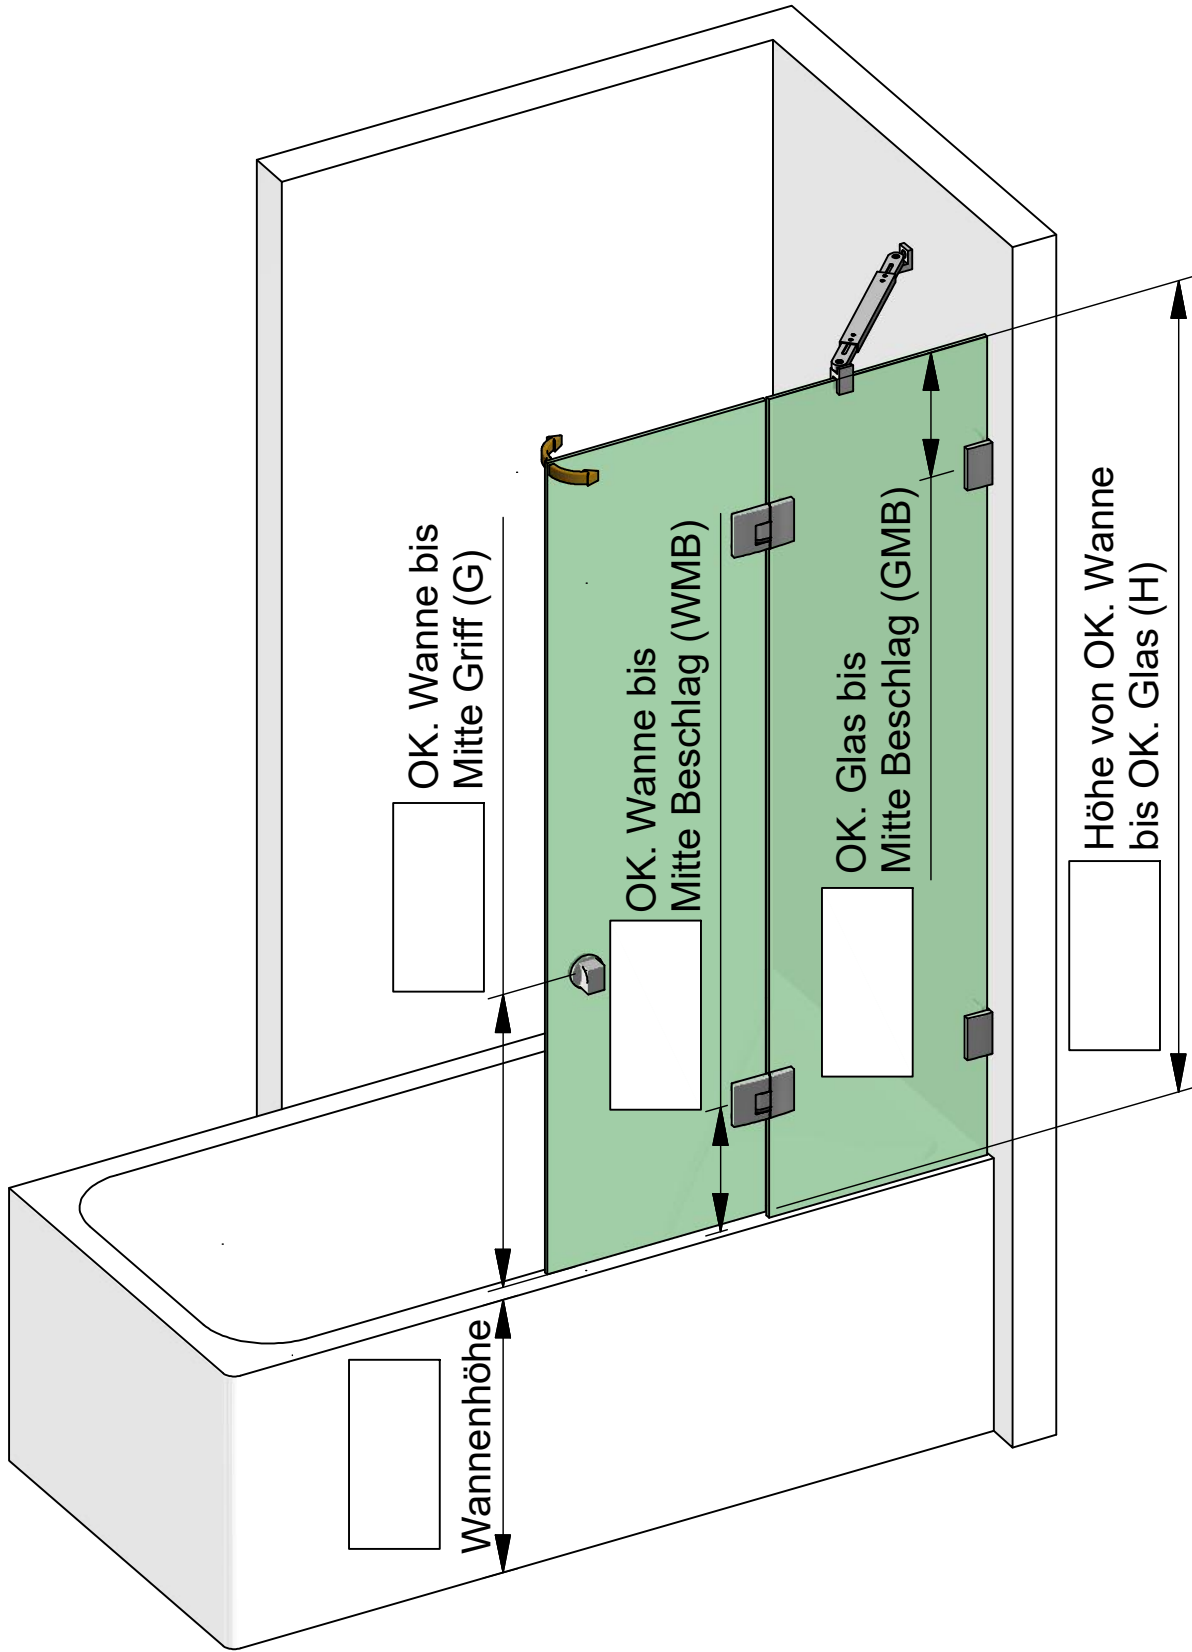 OK. Wanne bis
Mitte Griff (G)
OK. Wanne bis
Mitte Beschlag (WMB)
OK. Glas bis
Mitte Beschlag (GMB)
Höhe von OK. Wanne
bis OK. Glas (H)
Wannenhöhe